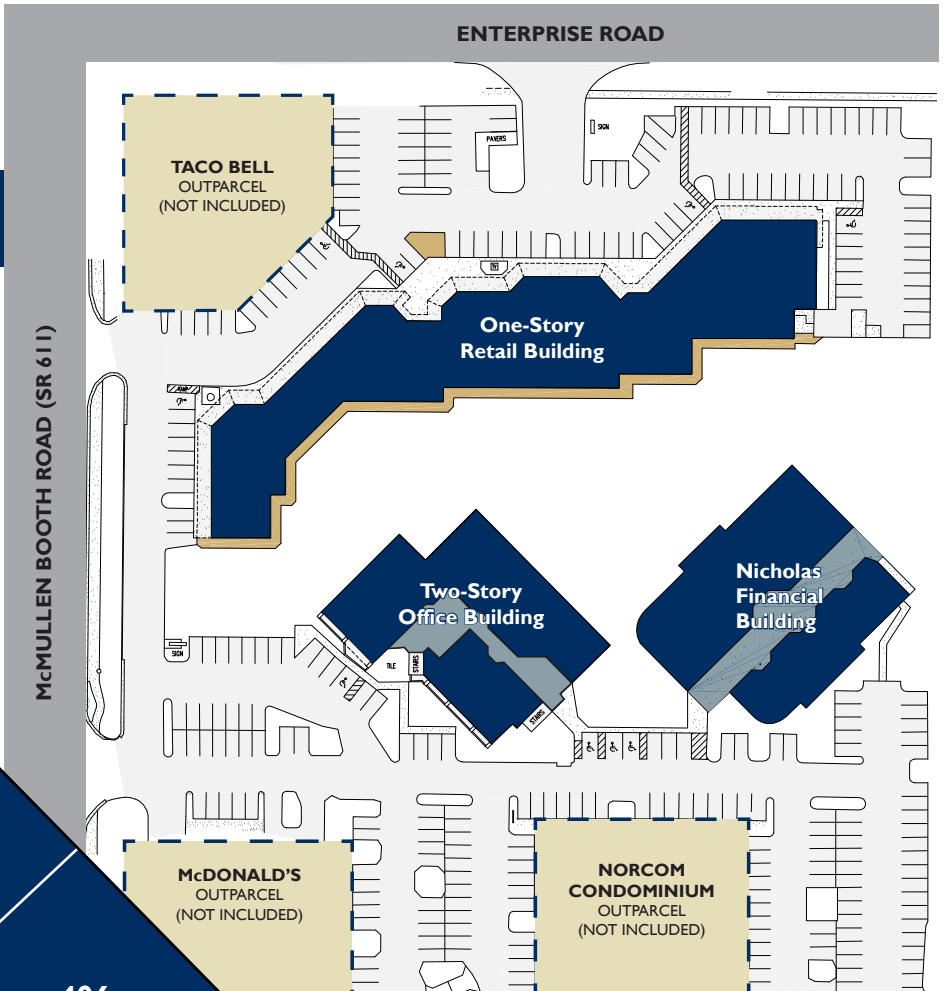 ENTERPRISE ROAD
McMULLEN BOOTH ROAD (SR 611)
TACO BELL
OUTPARCEL
(NOT INCLUDED)
PAVERS
SIGN
One-Story
Retail Building
Two-Story
Office Building
Nicholas
Financial
Building
TILE
STAIRS
STAIRS
SIGN
McDONALD'S
OUTPARCEL
(NOT INCLUDED)
NORCOM
CONDOMINIUM
OUTPARCEL
(NOT INCLUDED)